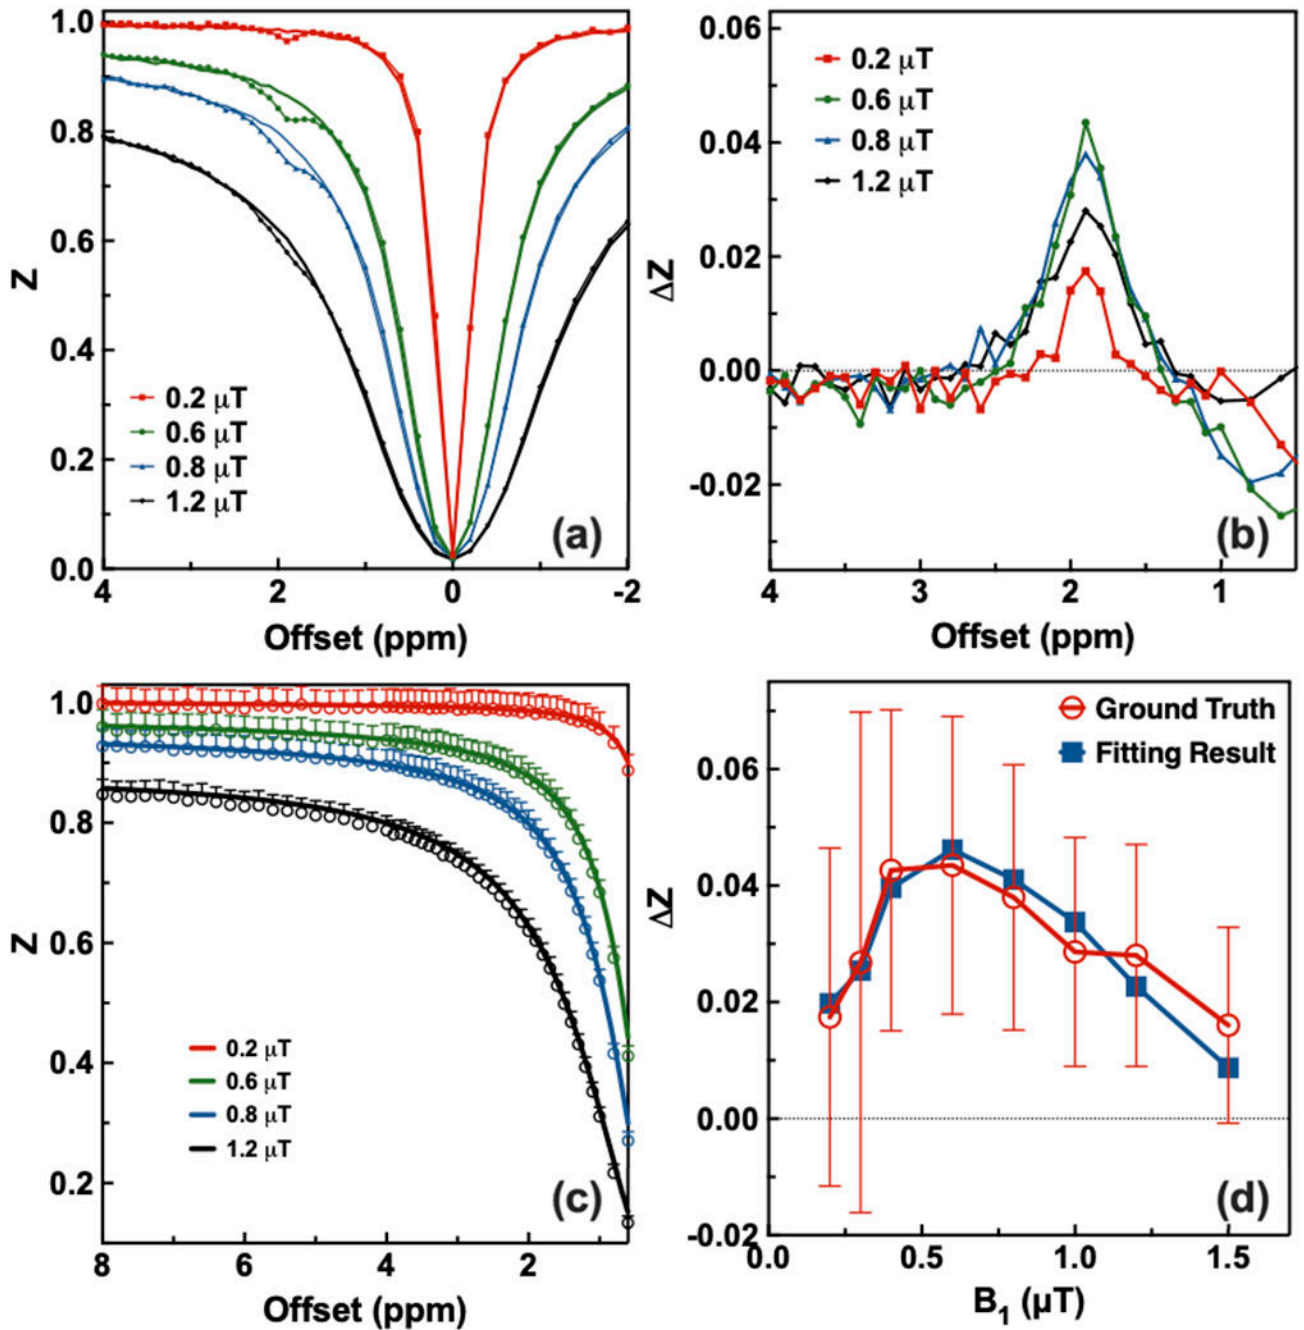 1.0
0.8
0.6
0.4
0.2
0.0
Z
0.2 μT
0.6 μT
0.8 μT
1.2 μT
(a)
4 2 0 -2
Offset (ppm)
0.06
0.04
0.02
0.00
-0.02
ΔZ
0.2 μT
0.6 μT
0.8 μT
1.2 μT
(b)
4 3 2 1
Offset (ppm)
1.0
0.8
0.6
0.4
0.2
Z
0.2 μT
0.6 μT
0.8 μT
1.2 μT
(c)
8 6 4 2
Offset (ppm)
Ground Truth
Fitting Result
0.06
0.04
0.02
0.00
-0.02
ΔZ
(d)
0.0 0.5 1.0 1.5
B₁ (μT)